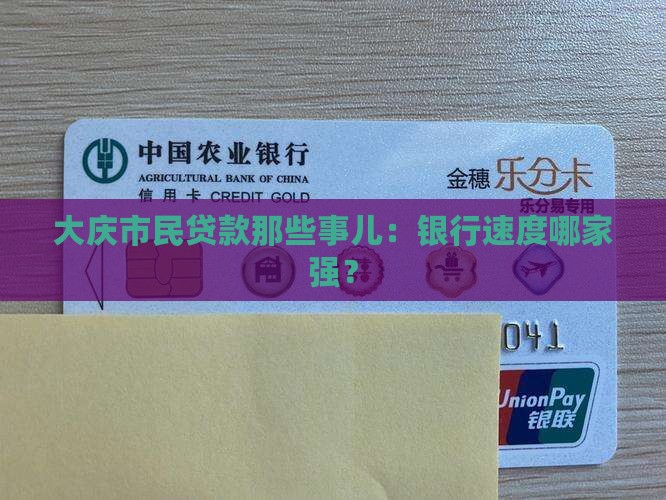 中国农业银行
AGRICULTURAL BANK OF CHINA
信用卡 CREDIT GOLD
金穗 乐分卡
乐分易专用
大庆市民贷款那些事儿：银行速度哪家
强？
041
UnionPay
银联